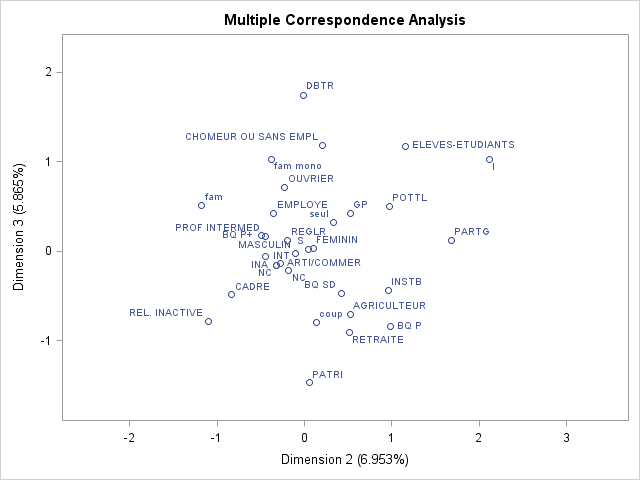 Multiple Correspondence Analysis
2
DBTR
CHOMEUR OU SANS EMPL
ELEVES-ETUDIANTS
1
fam mono
I
OUVRIER
fam
POTTL
EMPLOYE
GP
seul
PROF INTERMED
REGLR
PARTG
BQ P+
S
FEMININ
MASCULIN
0
INT
INA
ARTI/COMMER
NC
NC
BQ SD
INSTB
CADRE
AGRICULTEUR
REL. INACTIVE
coup
BQ P
-1
RETRAITE
PATRI
-2
-1
0
1
2
3
Dimension 2 (6.953%)
Dimension 3 (5.865%)